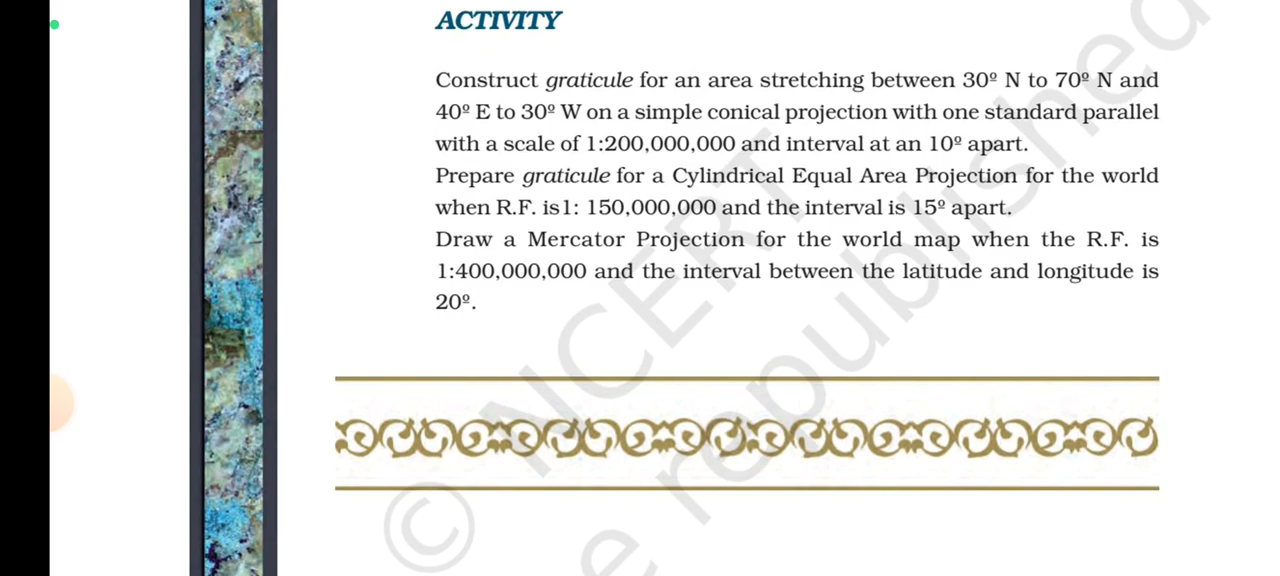 ACTIVITY
Construct graticule for an area stretching between 30º N to 70º N and
40º E to 30º W on a simple conical projection with one standard parallel
with a scale of 1:200,000,000 and interval at an 10º apart.
Prepare graticule for a Cylindrical Equal Area Projection for the world
when R.F. is1: 150,000,000 and the interval is 15º apart.
Draw a Mercator Projection for the world map when the R.F. is
1:400,000,000 and the interval between the latitude and longitude is
20º.
© NCERT
e republished